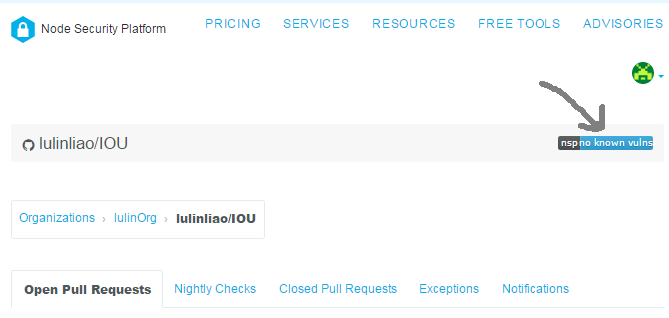 Node Security Platform PRICING SERVICES RESOURCES FREE TOOLS ADVISORIES
lulinliao/IOU nsp no known vulns
Organizations › lulinOrg › lulinliao/IOU
Open Pull Requests Nightly Checks Closed Pull Requests Exceptions Notifications